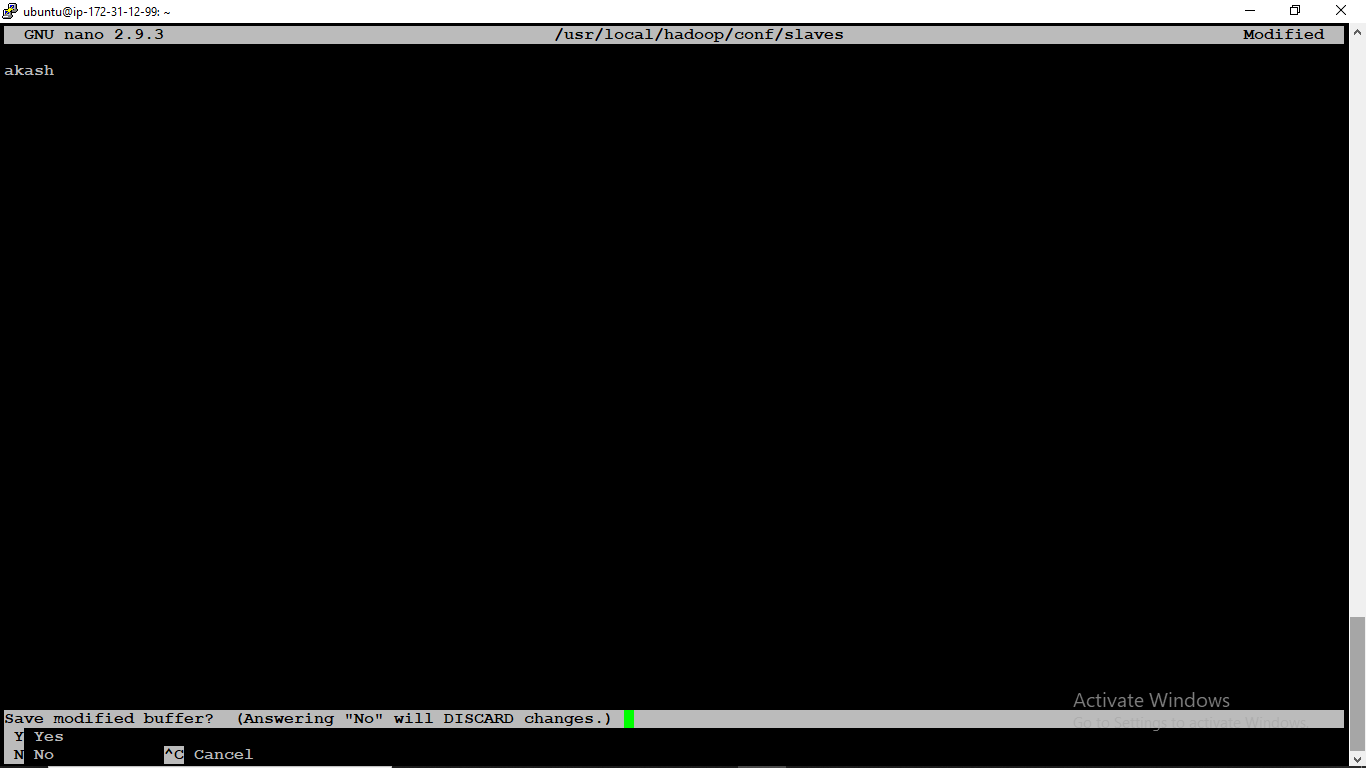 ubuntu@ip-172-31-12-99: ~
GNU nano 2.9.3 /usr/local/hadoop/conf/slaves Modified
akash
Activate Windows
Save modified buffer? (Answering "No" will DISCARD changes.)
Go to Settings to activate Windows.
Y Yes
N No ^C Cancel